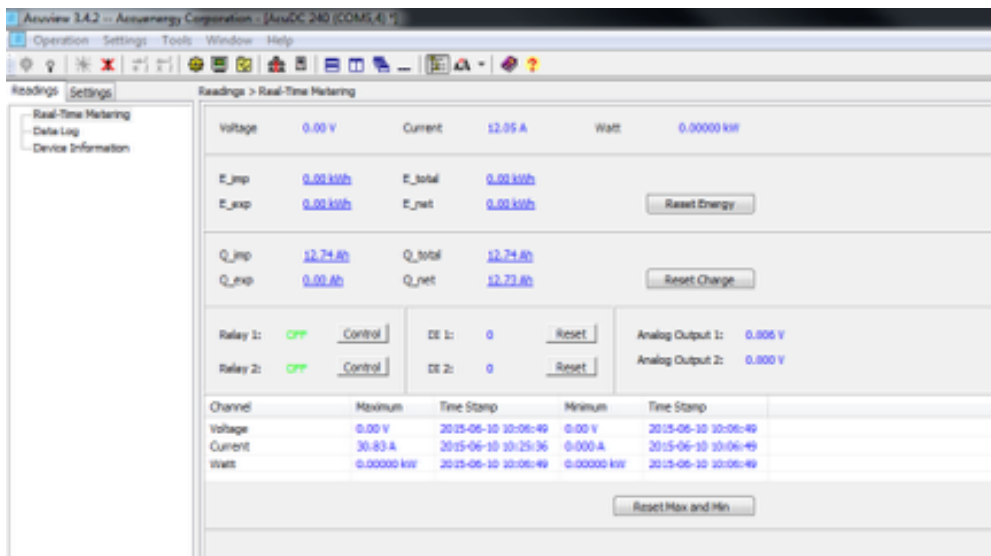 Acuview 3.4.2 -- Accuenergy Corporation - [AcuDC 240 (COM5,4) *]
Operation Settings Tools Window Help
Readings Settings
Readings > Real-Time Metering
Real-Time Metering
Data Log
Device Information
Voltage 0.00 V Current 12.05 A Watt 0.00000 kW
E_imp 0.00 kWh E_total 0.00 kWh
E_exp 0.00 kWh E_net 0.00 kWh Reset Energy
Q_imp 12.74 Ah Q_total 12.74 Ah
Q_exp 0.00 Ah Q_net 12.73 Ah Reset Charge
Relay 1: OFF Control DI 1: 0 Reset Analog Output 1: 0.006 V
Relay 2: OFF Control DI 2: 0 Reset Analog Output 2: 0.000 V
Channel Maximum Time Stamp Minimum Time Stamp
Voltage 0.00 V 2015-06-10 10:06:49 0.00 V 2015-06-10 10:06:49
Current 30.83 A 2015-06-10 10:25:36 0.000 A 2015-06-10 10:06:49
Watt 0.00000 kW 2015-06-10 10:06:49 0.00000 kW 2015-06-10 10:06:49
Reset Max and Min